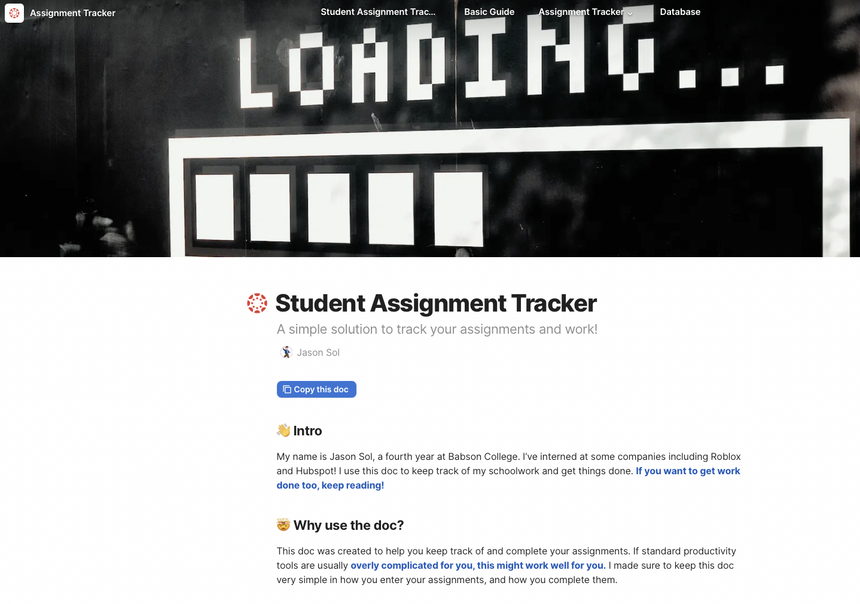 Assignment Tracker
Student Assignment Trac...
Basic Guide
Assignment Tracker
Database
LOADING...
Student Assignment Tracker
A simple solution to track your assignments and work!
Jason Sol
Copy this doc
👋 Intro
My name is Jason Sol, a fourth year at Babson College. I've interned at some companies including Roblox
and Hubspot! I use this doc to keep track of my schoolwork and get things done. If you want to get work
done too, keep reading!
🤯 Why use the doc?
This doc was created to help you keep track of and complete your assignments. If standard productivity
tools are usually overly complicated for you, this might work well for you. I made sure to keep this doc
very simple in how you enter your assignments, and how you complete them.